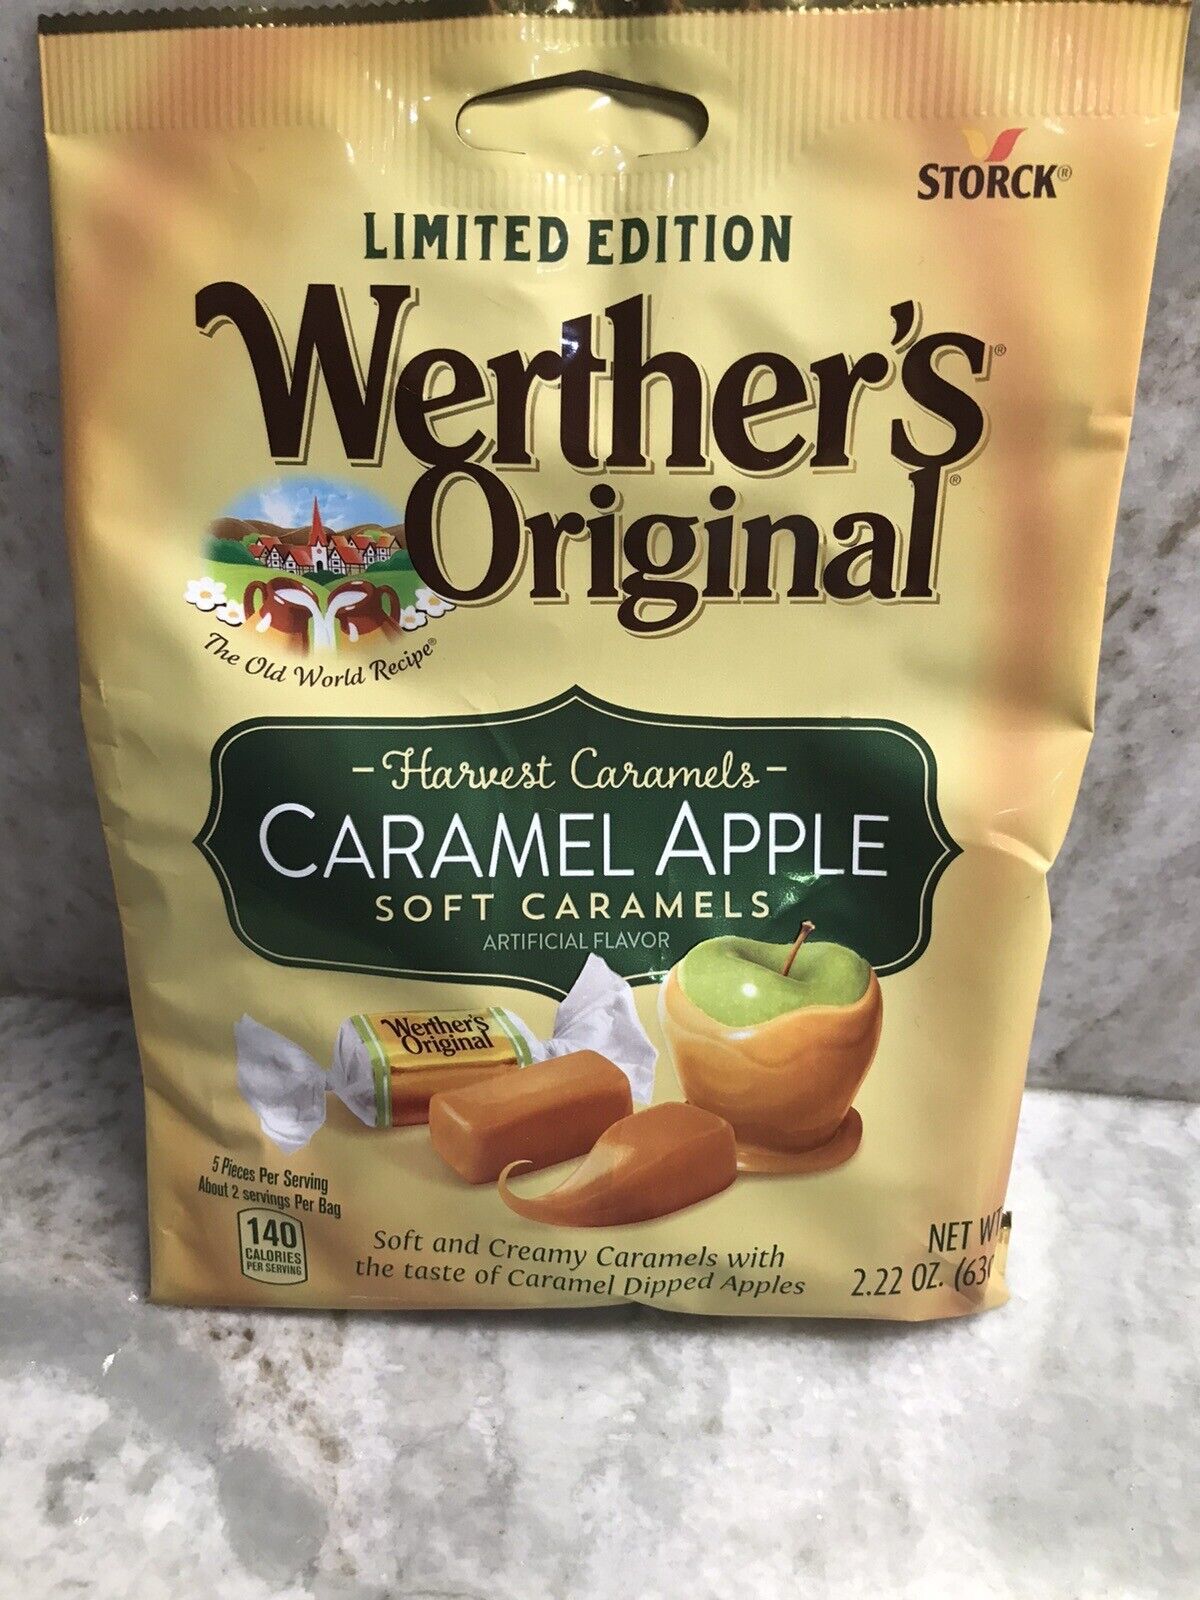 STORCK®
LIMITED EDITION
Werther's®
Original®
The Old World Recipe®
- Harvest Caramels -
CARAMEL APPLE
SOFT CARAMELS
ARTIFICIAL FLAVOR
Werther's
Original
5 Pieces Per Serving
About 2 servings Per Bag
140
CALORIES
PER SERVING
Soft and Creamy Caramels with
the taste of Caramel Dipped Apples
NET WT
2.22 OZ. (63